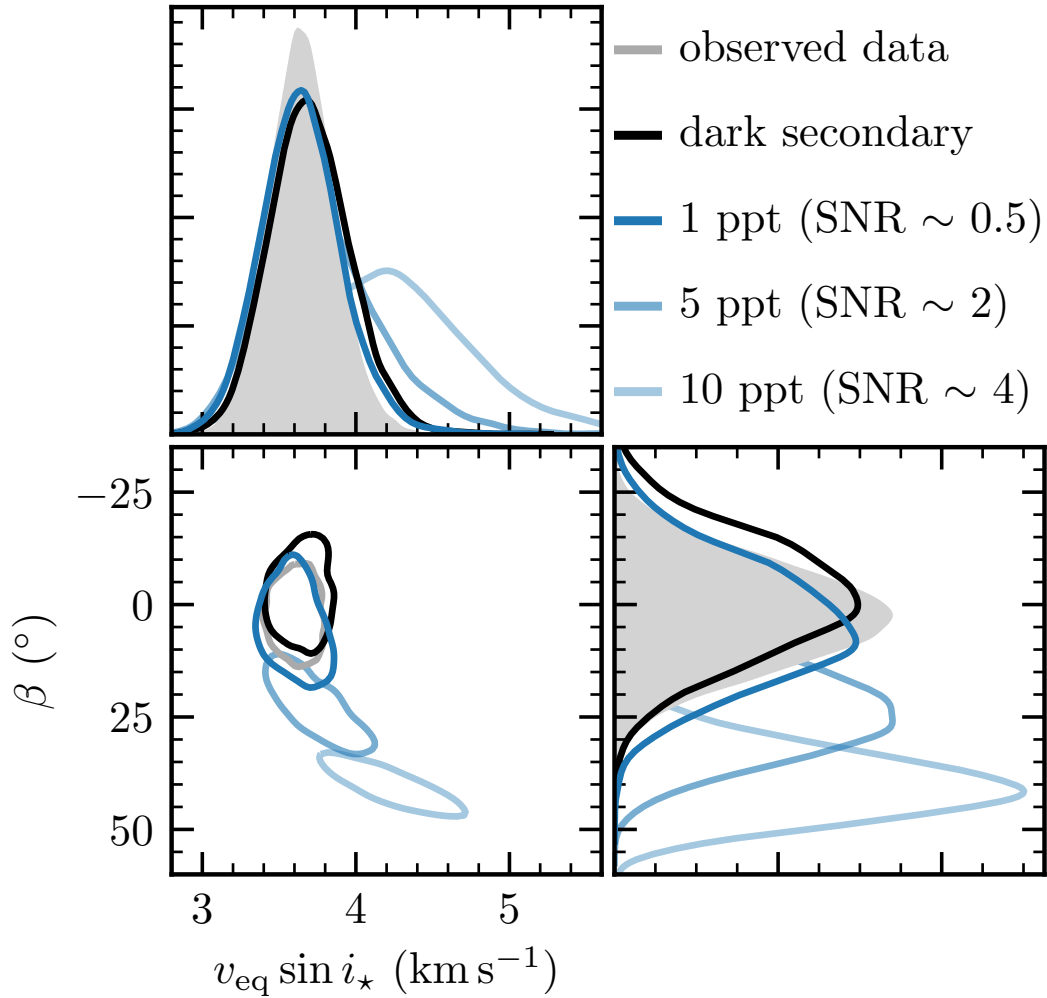 observed data
dark secondary
1 ppt (SNR ∼ 0.5)
5 ppt (SNR ∼ 2)
10 ppt (SNR ∼ 4)
−25
0
25
50
β (°)
3 4 5
v_eq sin i_⋆ (km s⁻¹)